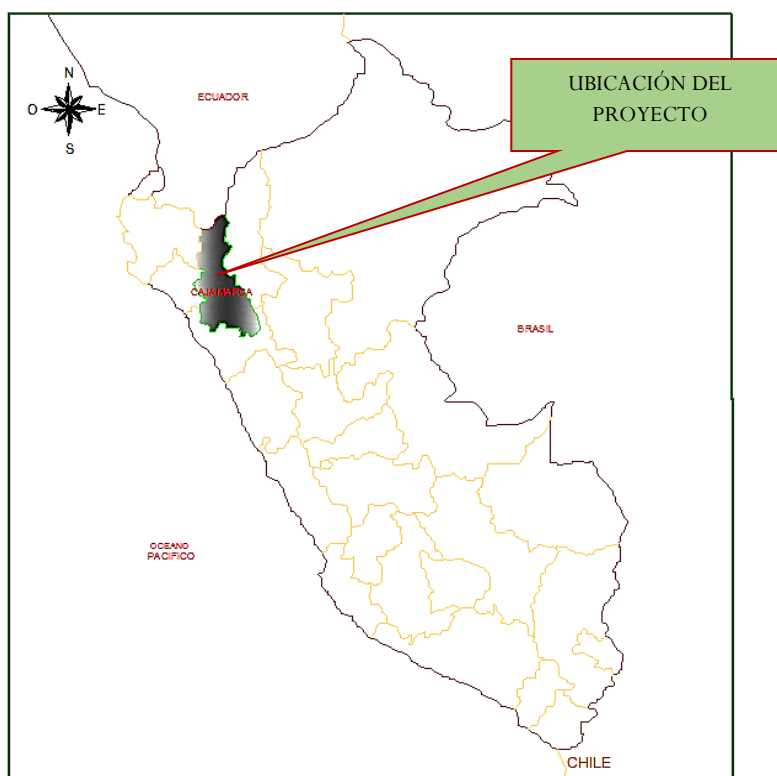 UBICACIÓN DEL
PROYECTO
N
O
E
S
ECUADOR
CAJAMARCA
BRASIL
OCEANO
PACIFICO
CHILE